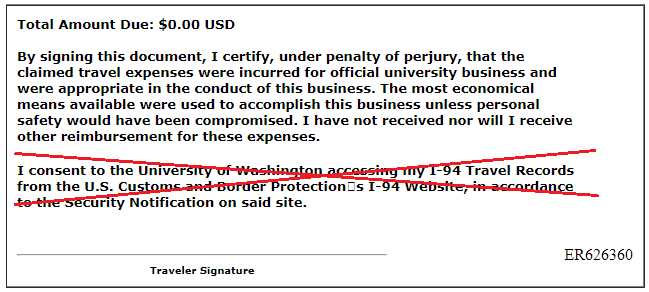 Total Amount Due: $0.00 USD
By signing this document, I certify, under penalty of perjury, that the
claimed travel expenses were incurred for official university business and
were appropriate in the conduct of this business. The most economical
means available were used to accomplish this business unless personal
safety would have been compromised. I have not received nor will I receive
other reimbursement for these expenses.
I consent to the University of Washington accessing my I-94 Travel Records
from the U.S. Customs and Border Protection▯s I-94 Website, in accordance
to the Security Notification on said site.
ER626360
Traveler Signature